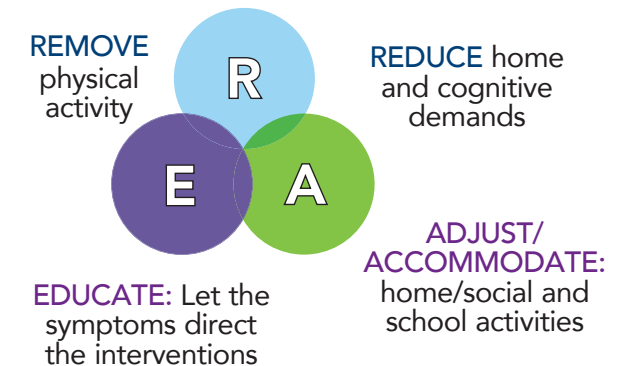 REMOVE
physical
activity
R
REDUCE home
and cognitive
demands
E
A
EDUCATE: Let the
symptoms direct
the interventions
ADJUST/
ACCOMMODATE:
home/social and
school activities